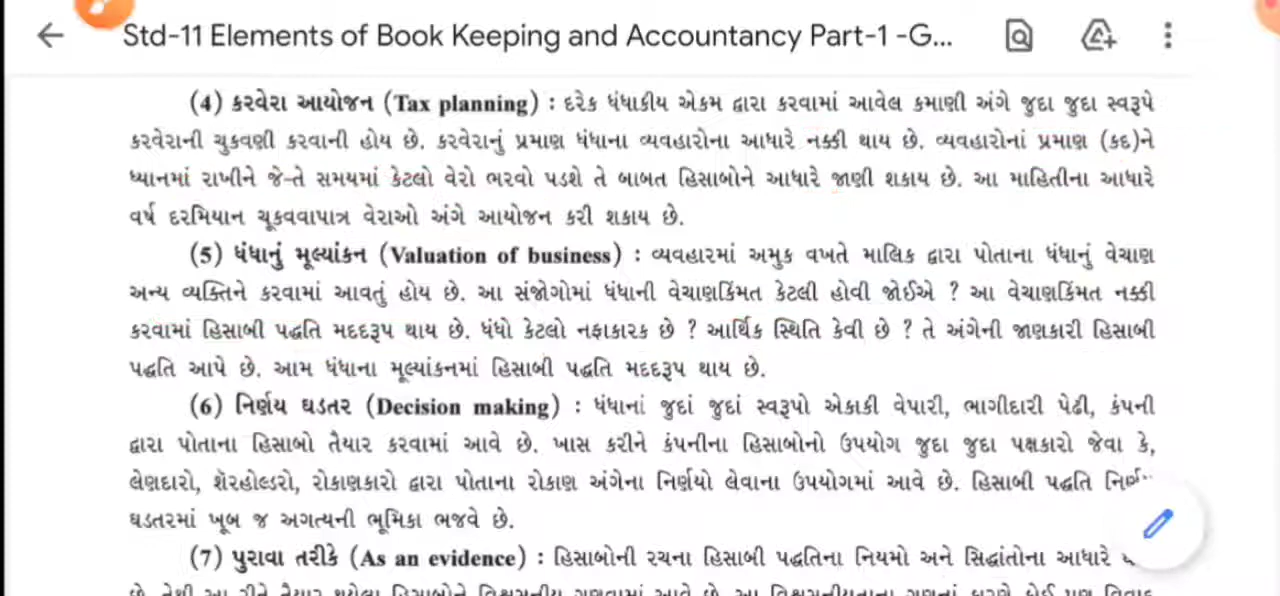 Std-11 Elements of Book Keeping and Accountancy Part-1 -G...
(4) કરવેરા આયોજન (Tax planning) : દરેક ધંધાકીય એકમ દ્વારા કરવામાં આવેલ કમાણી અંગે જુદા જુદા સ્વરૂપે
કરવેરાની ચુકવણી કરવાની હોય છે. કરવેરાનું પ્રમાણ ધંધાના વ્યવહારોના આધારે નક્કી થાય છે. વ્યવહારોનાં પ્રમાણ (કદ)ને
ધ્યાનમાં રાખીને જે-તે સમયમાં કેટલો વેરો ભરવો પડશે તે બાબત હિસાબોને આધારે જાણી શકાય છે. આ માહિતીના આધારે
વર્ષ દરમિયાન ચૂકવવાપાત્ર વેરાઓ અંગે આયોજન કરી શકાય છે.
(5) ધંધાનું મૂલ્યાંકન (Valuation of business) : વ્યવહારમાં અમુક વખતે માલિક દ્વારા પોતાના ધંધાનું વેચાણ
અન્ય વ્યક્તિને કરવામાં આવતું હોય છે. આ સંજોગોમાં ધંધાની વેચાણકિંમત કેટલી હોવી જોઈએ ? આ વેચાણકિંમત નક્કી
કરવામાં હિસાબી પદ્ધતિ મદદરૂપ થાય છે. ધંધો કેટલો નફાકારક છે ? આર્થિક સ્થિતિ કેવી છે ? તે અંગેની જાણકારી હિસાબી
પદ્ધતિ આપે છે. આમ ધંધાના મૂલ્યાંકનમાં હિસાબી પદ્ધતિ મદદરૂપ થાય છે.
(6) નિર્ણય ઘડતર (Decision making) : ધંધાનાં જુદાં જુદાં સ્વરૂપો એકાકી વેપારી, ભાગીદારી પેઢી, કંપની
દ્વારા પોતાના હિસાબો તૈયાર કરવામાં આવે છે. ખાસ કરીને કંપનીના હિસાબોનો ઉપયોગ જુદા જુદા પક્ષકારો જેવા કે,
લેણદારો, શૅરહોલ્ડરો, રોકાણકારો દ્વારા પોતાના રોકાણ અંગેના નિર્ણયો લેવાના ઉપયોગમાં આવે છે. હિસાબી પદ્ધતિ
ઘડતરમાં ખૂબ જ અગત્યની ભૂમિકા ભજવે છે.
(7) પુરાવા તરીકે (As an evidence) : હિસાબોની રચના હિસાબી પદ્ધતિના નિયમો અને સિદ્ધાંતોના આધારે